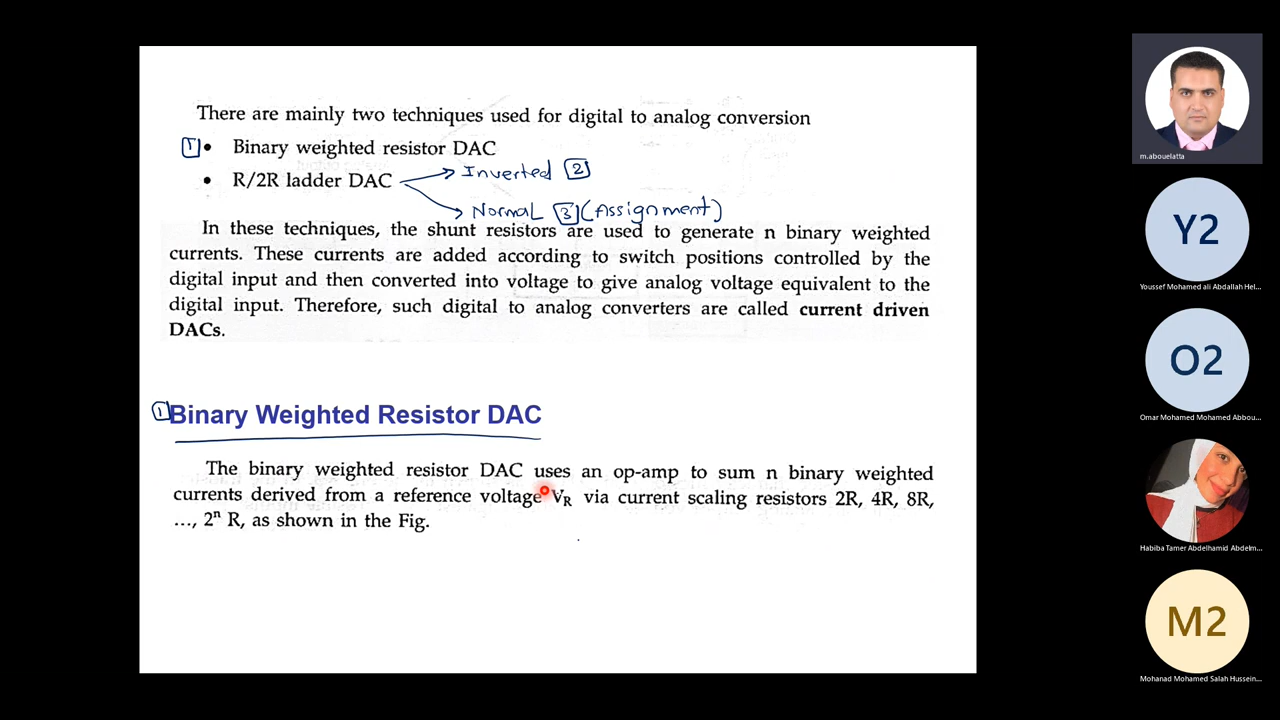 There are mainly two techniques used for digital to analog conversion
1 • Binary weighted resistor DAC
• R/2R ladder DAC
Inverted 2
Normal 3 (Assignment)
In these techniques, the shunt resistors are used to generate n binary weighted
currents. These currents are added according to switch positions controlled by the
digital input and then converted into voltage to give analog voltage equivalent to the
digital input. Therefore, such digital to analog converters are called current driven
DACs.
1 Binary Weighted Resistor DAC
The binary weighted resistor DAC uses an op-amp to sum n binary weighted
currents derived from a reference voltage V_R via current scaling resistors 2R, 4R, 8R,
..., 2^n R, as shown in the Fig.
m.abouelatta
Y2
Youssef Mohamed ali Abdallah Hel...
O2
Omar Mohamed Mohamed Abbou...
Habiba Tamer Abdelhamid Abdelm...
M2
Mohanad Mohamed Salah Hussein...